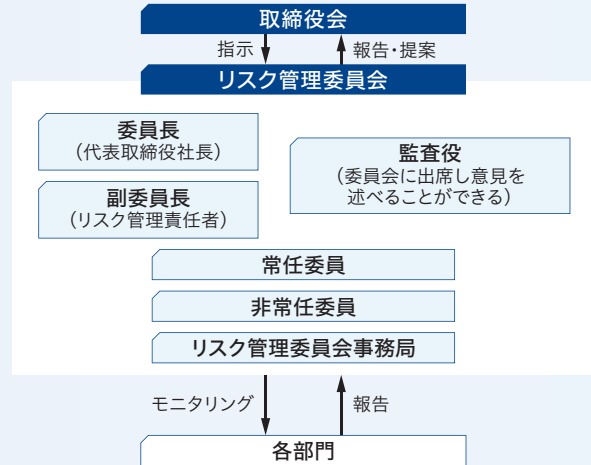 取締役会
指示
報告・提案
リスク管理委員会
委員長
（代表取締役社長）
副委員長
（リスク管理責任者）
監査役
（委員会に出席し意見を
述べることができる）
常任委員
非常任委員
リスク管理委員会事務局
モニタリング
報告
各部門